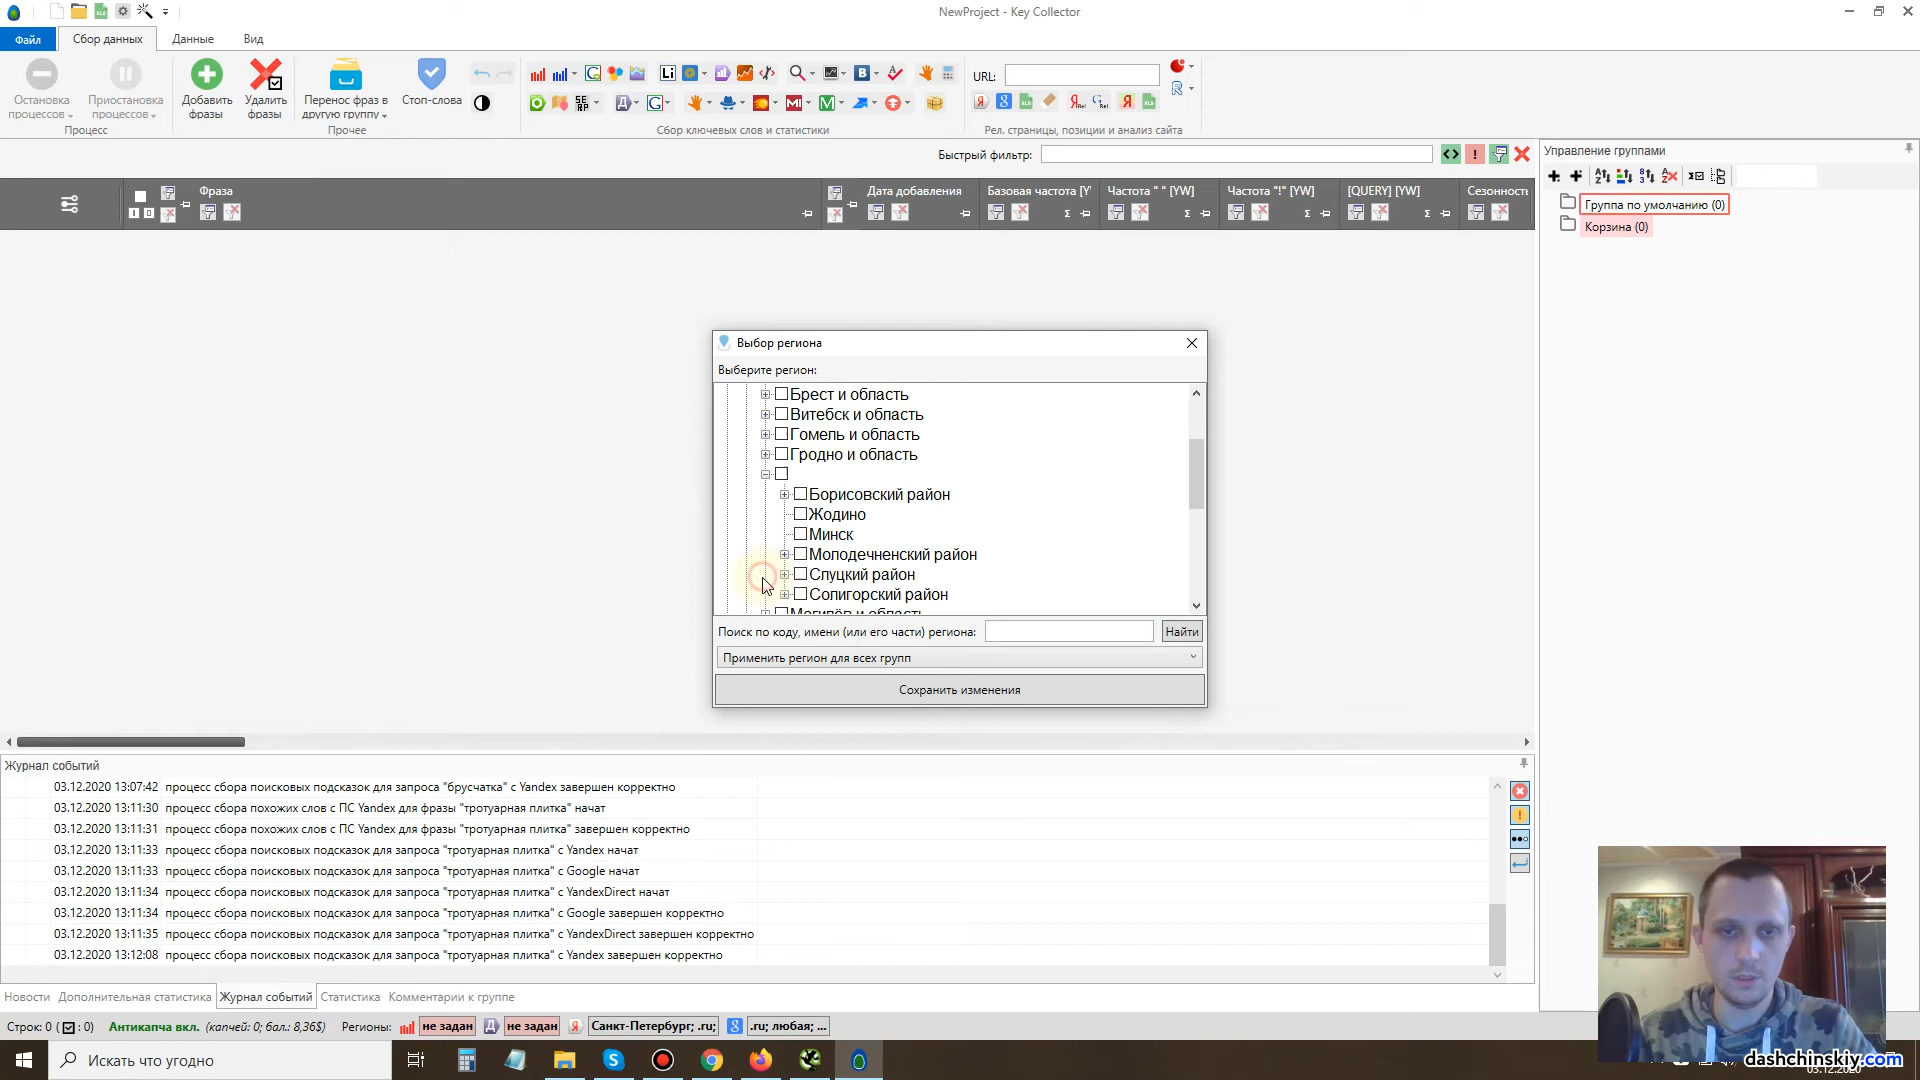 NewProject - Key Collector
Файл
Сбор данных
Данные
Вид
Остановка процессов
Приостановка процессов
Процесс
Добавить фразы
Удалить фразы
Перенос фраз в другую группу
Стоп-слова
Прочее
Сбор ключевых слов и статистики
URL:
Рел. страницы, позиции и анализ сайта
Быстрый фильтр:
Фраза
Дата добавления
Базовая частота [Y'
Частота " " [YW]
Частота "!" [YW]
[QUERY] [YW]
Сезонность
Управление группами
Группа по умолчанию (0)
Корзина (0)
Выбор региона
Выберите регион:
Брест и область
Витебск и область
Гомель и область
Гродно и область
Борисовский район
Жодино
Минск
Молодечненский район
Слуцкий район
Солигорский район
Могилёв и область
Поиск по коду, имени (или его части) региона:
Найти
Применить регион для всех групп
Сохранить изменения
Журнал событий
03.12.2020 13:07:42 процесс сбора поисковых подсказок для запроса "брусчатка" с Yandex завершен корректно
03.12.2020 13:11:30 процесс сбора похожих слов с ПС Yandex для фразы "тротуарная плитка" начат
03.12.2020 13:11:31 процесс сбора похожих слов с ПС Yandex для фразы "тротуарная плитка" завершен корректно
03.12.2020 13:11:33 процесс сбора поисковых подсказок для запроса "тротуарная плитка" с Yandex начат
03.12.2020 13:11:33 процесс сбора поисковых подсказок для запроса "тротуарная плитка" с Google начат
03.12.2020 13:11:34 процесс сбора поисковых подсказок для запроса "тротуарная плитка" с YandexDirect начат
03.12.2020 13:11:34 процесс сбора поисковых подсказок для запроса "тротуарная плитка" с Google завершен корректно
03.12.2020 13:11:35 процесс сбора поисковых подсказок для запроса "тротуарная плитка" с YandexDirect завершен корректно
03.12.2020 13:12:08 процесс сбора поисковых подсказок для запроса "тротуарная плитка" с Yandex завершен корректно
Новости
Дополнительная статистика
Журнал событий
Статистика
Комментарии к группе
Строк: 0 ( : 0)
Антикапча вкл. (капчей: 0; бал.: 8,36$)
Регионы:
не задан
не задан
Санкт-Петербург; .ru;
.ru; любая; ...
Искать что угодно
dashchinskiy.com
03.12.2020